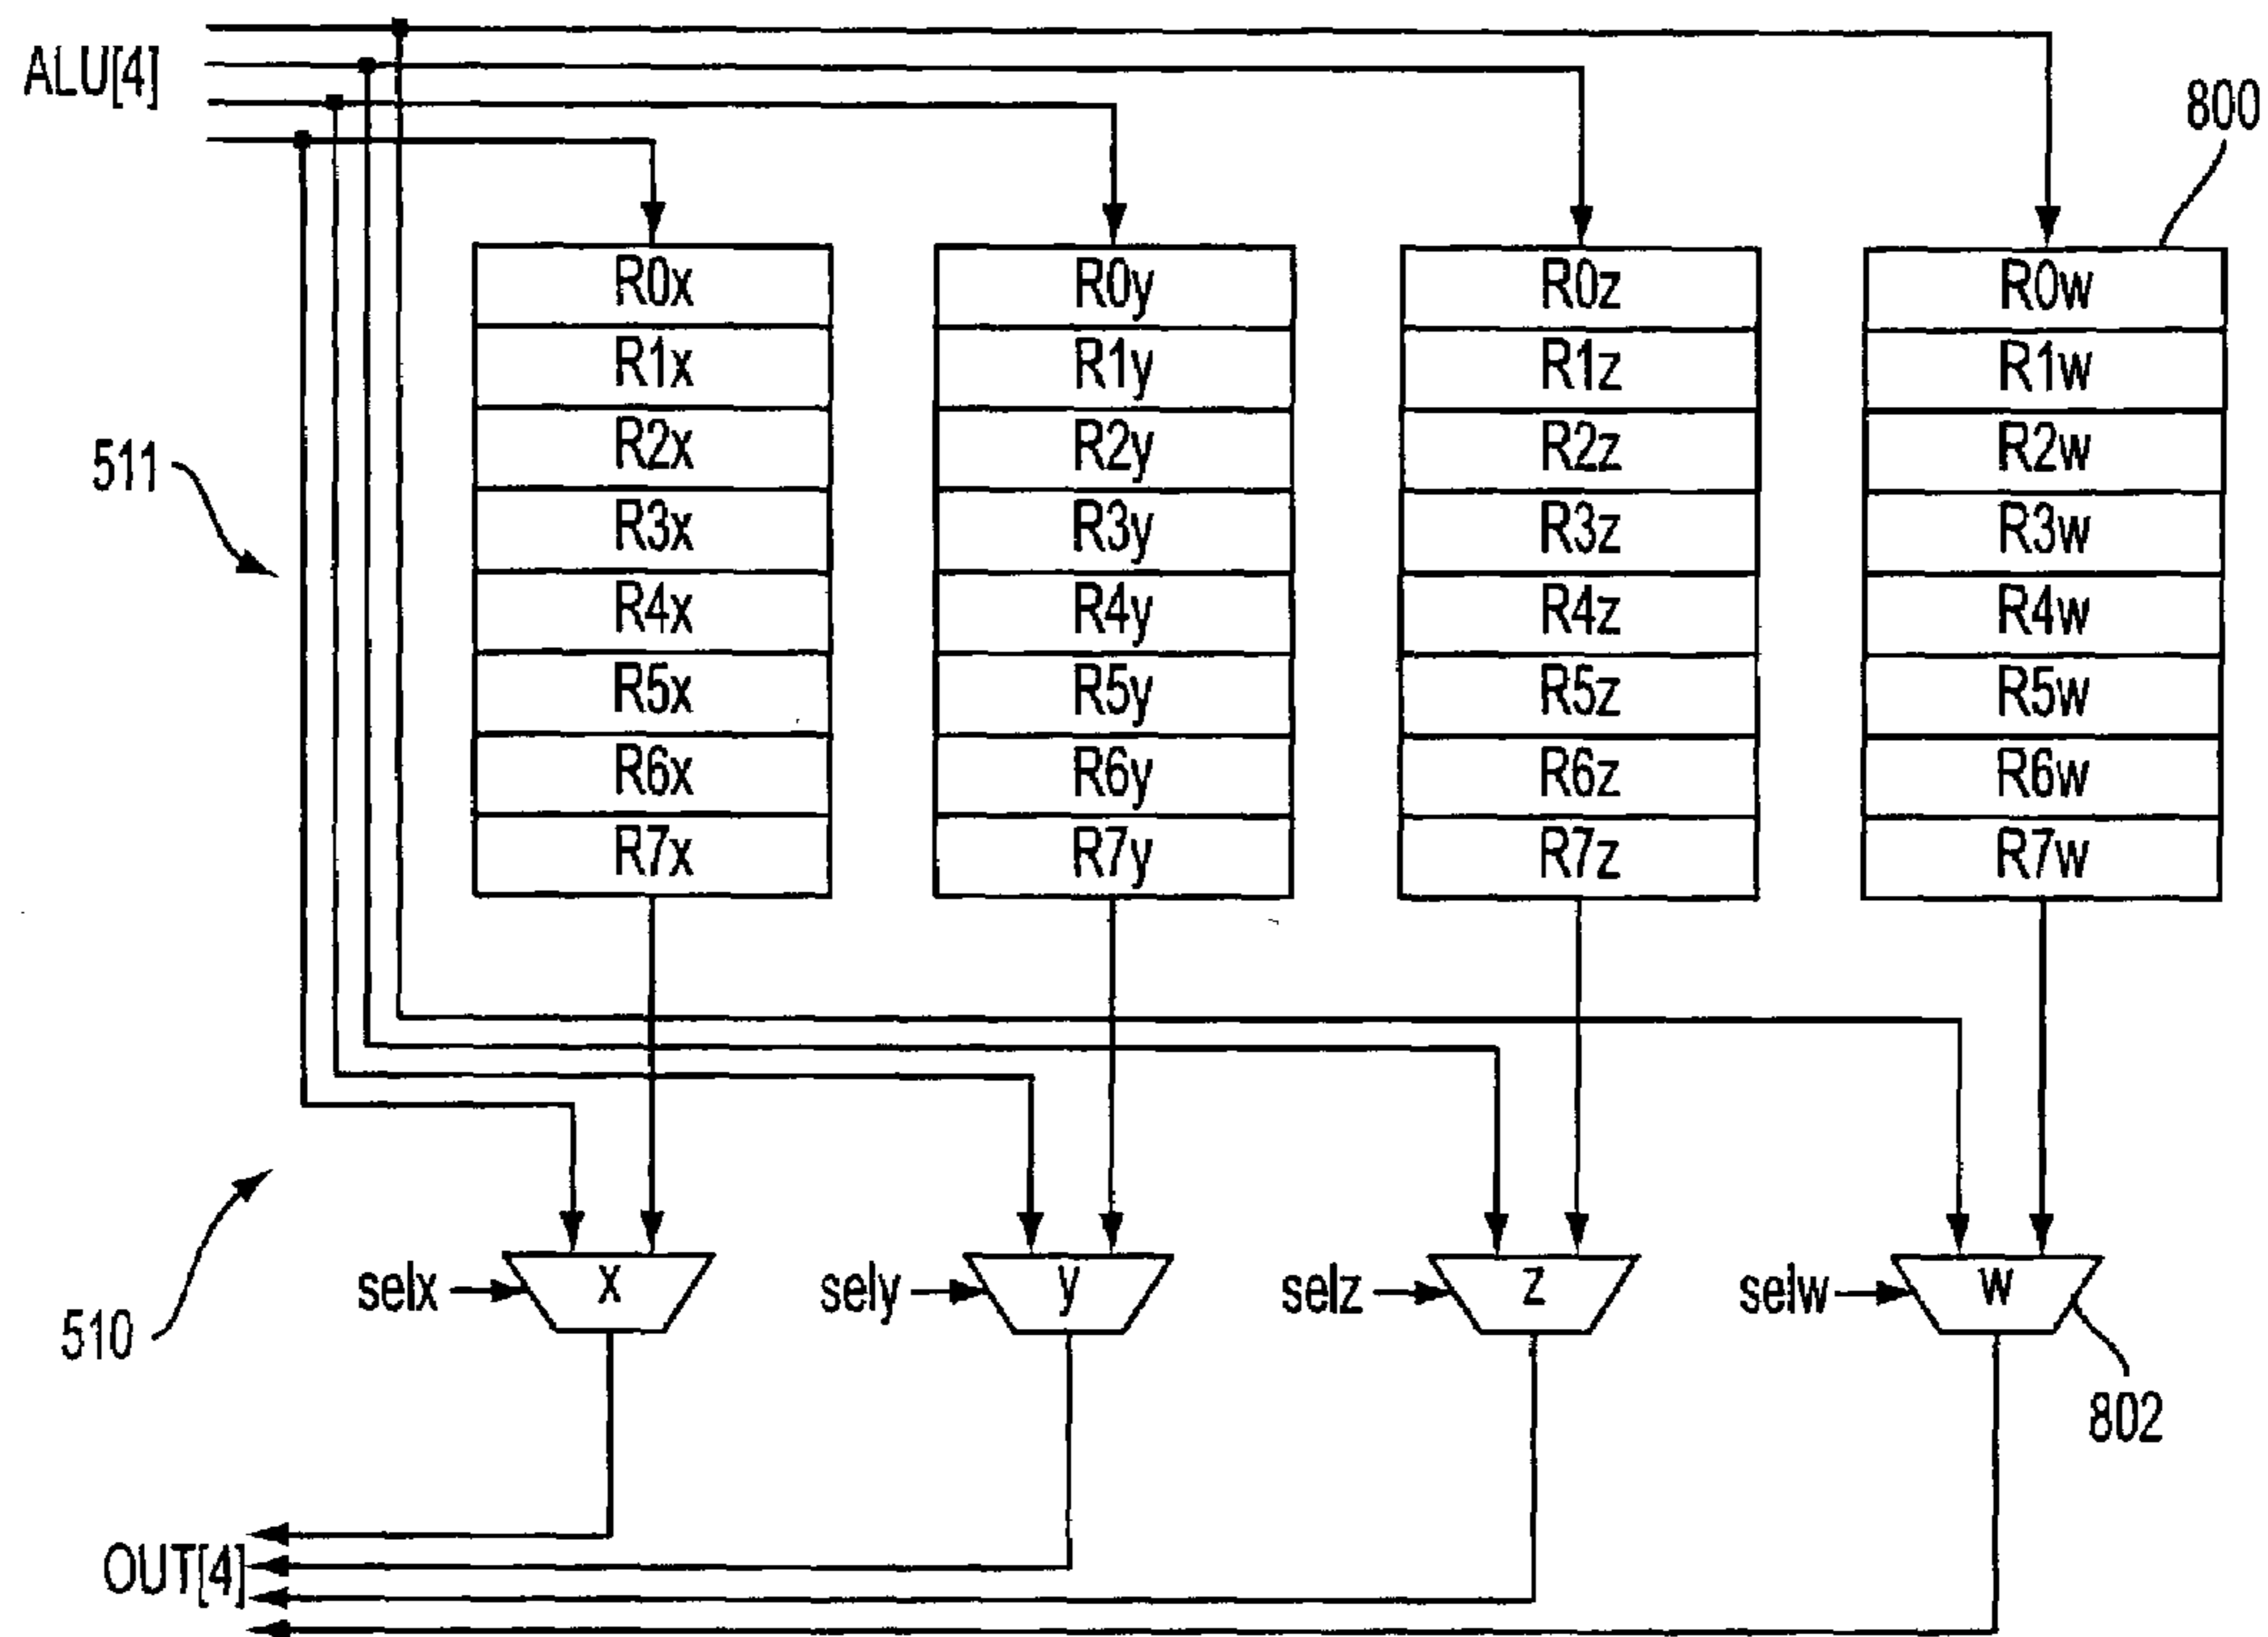 ALU[4]
800
R0x R0y R0z R0w
R1x R1y R1z R1w
R2x R2y R2z R2w
511
R3x R3y R3z R3w
R4x R4y R4z R4w
R5x R5y R5z R5w
R6x R6y R6z R6w
R7x R7y R7z R7w
selx x sely y selz z selw w
510
802
OUT[4]